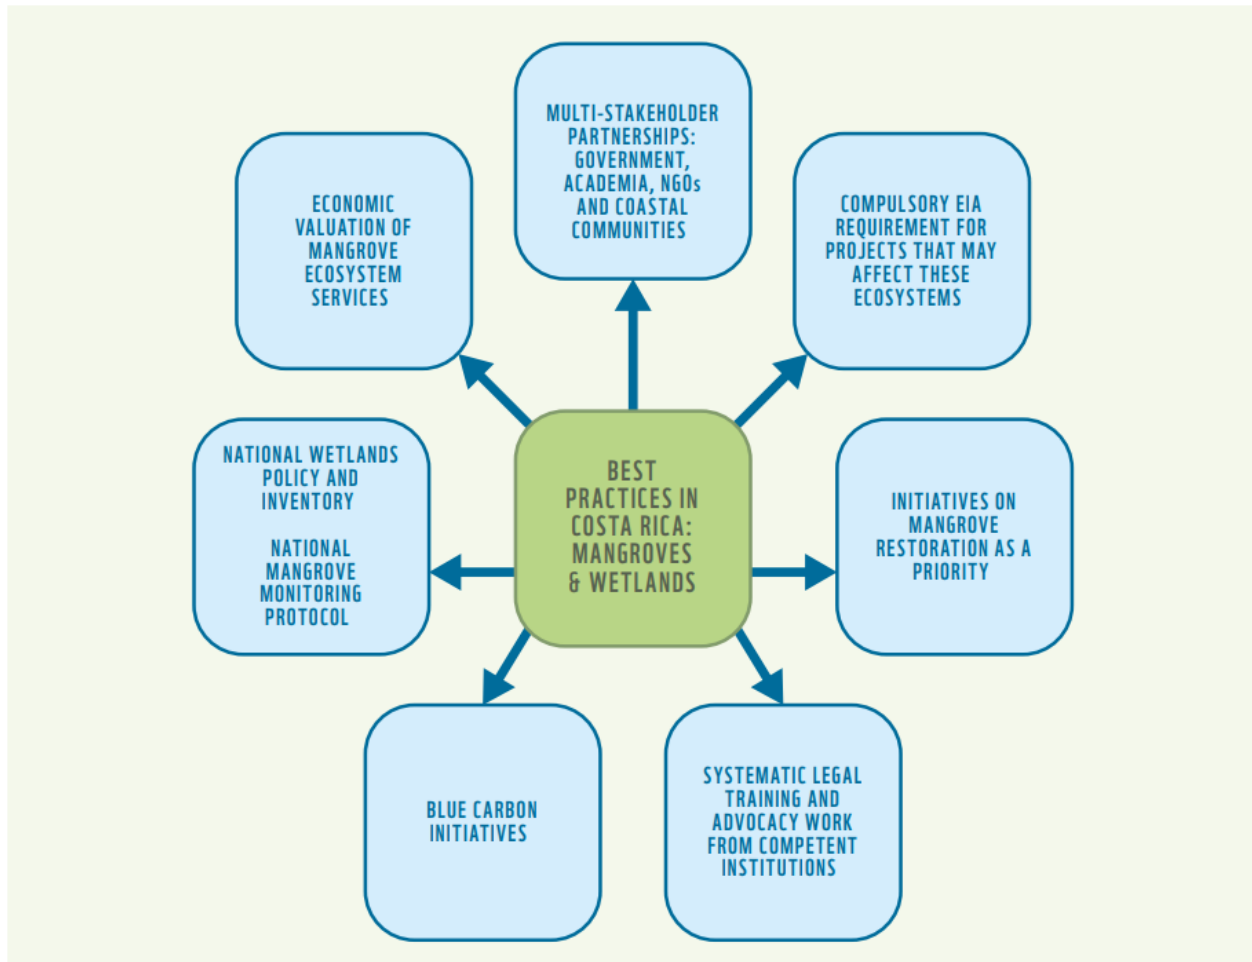 MULTI-STAKEHOLDER
PARTNERSHIPS:
GOVERNMENT,
ACADEMIA, NGOs
AND COASTAL
COMMUNITIES
ECONOMIC
VALUATION OF
MANGROVE
ECOSYSTEM
SERVICES
COMPULSORY EIA
REQUIREMENT FOR
PROJECTS THAT MAY
AFFECT THESE
ECOSYSTEMS
NATIONAL WETLANDS
POLICY AND
INVENTORY
NATIONAL
MANGROVE
MONITORING
PROTOCOL
BEST
PRACTICES IN
COSTA RICA:
MANGROVES
& WETLANDS
INITIATIVES ON
MANGROVE
RESTORATION AS A
PRIORITY
BLUE CARBON
INITIATIVES
SYSTEMATIC LEGAL
TRAINING AND
ADVOCACY WORK
FROM COMPETENT
INSTITUTIONS